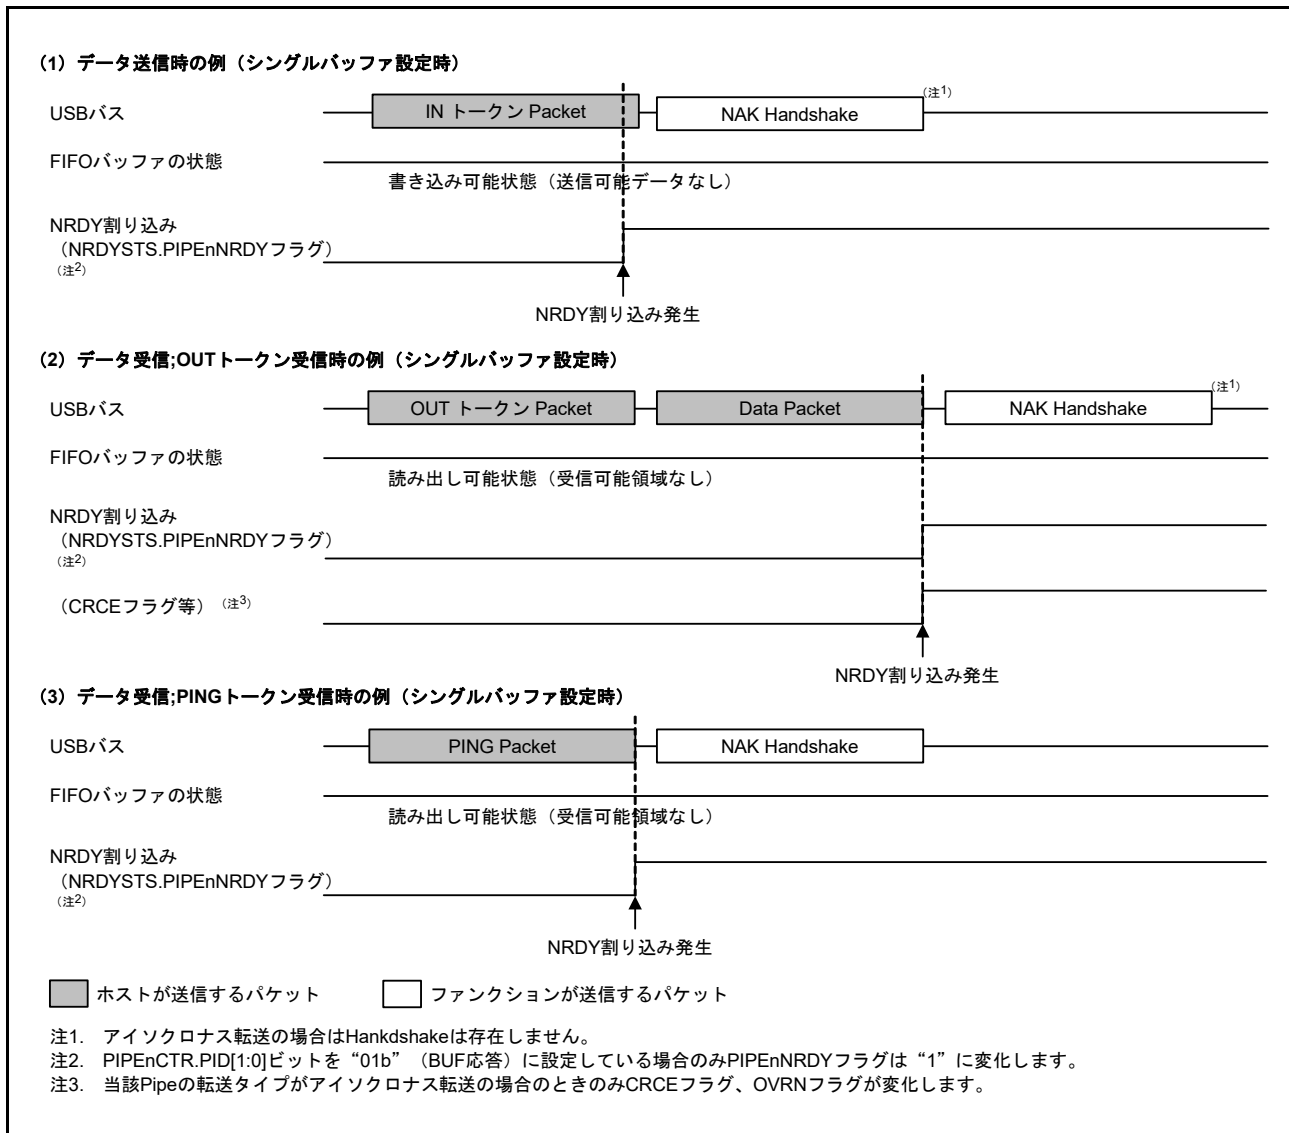 (1) データ送信時の例(シングルバッファ設定時)
USBバス
IN トークン Packet
NAK Handshake
(注1)
FIFOバッファの状態
書き込み可能状態(送信可能データなし)
NRDY割り込み
(NRDYSTS.PIPEnNRDYフラグ)
(注2)
NRDY割り込み発生
(2) データ受信;OUTトークン受信時の例(シングルバッファ設定時)
USBバス
OUT トークン Packet
Data Packet
NAK Handshake
(注1)
FIFOバッファの状態
読み出し可能状態(受信可能領域なし)
NRDY割り込み
(NRDYSTS.PIPEnNRDYフラグ)
(注2)
(CRCEフラグ等) (注3)
NRDY割り込み発生
(3) データ受信;PINGトークン受信時の例(シングルバッファ設定時)
USBバス
PING Packet
NAK Handshake
FIFOバッファの状態
読み出し可能状態(受信可能領域なし)
NRDY割り込み
(NRDYSTS.PIPEnNRDYフラグ)
(注2)
NRDY割り込み発生
ホストが送信するパケット
ファンクションが送信するパケット
注1. アイソクロナス転送の場合はHankdshakeは存在しません。
注2. PIPEnCTR.PID[1:0]ビットを“01b”(BUF応答)に設定している場合のみPIPEnNRDYフラグは“1”に変化します。
注3. 当該Pipeの転送タイプがアイソクロナス転送の場合のときのみCRCEフラグ、OVRNフラグが変化します。